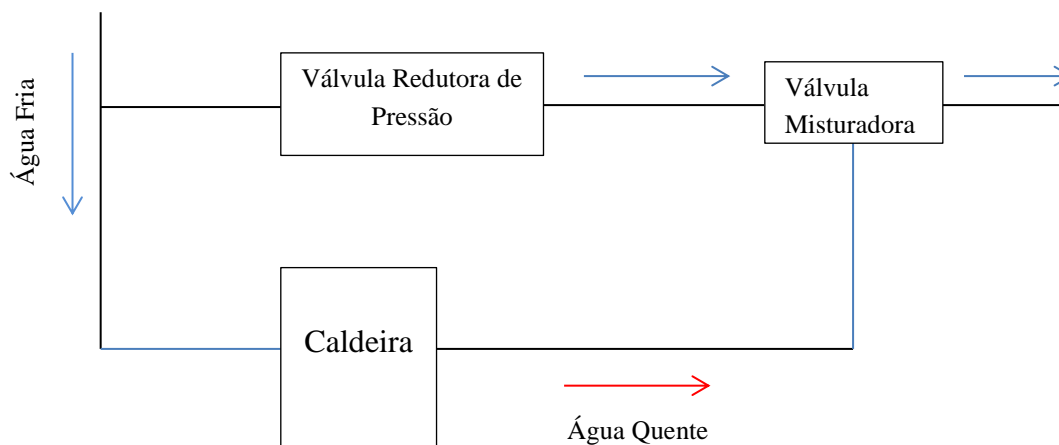 Água Fria
Válvula Redutora de
Pressão
Válvula
Misturadora
Caldeira
Água Quente